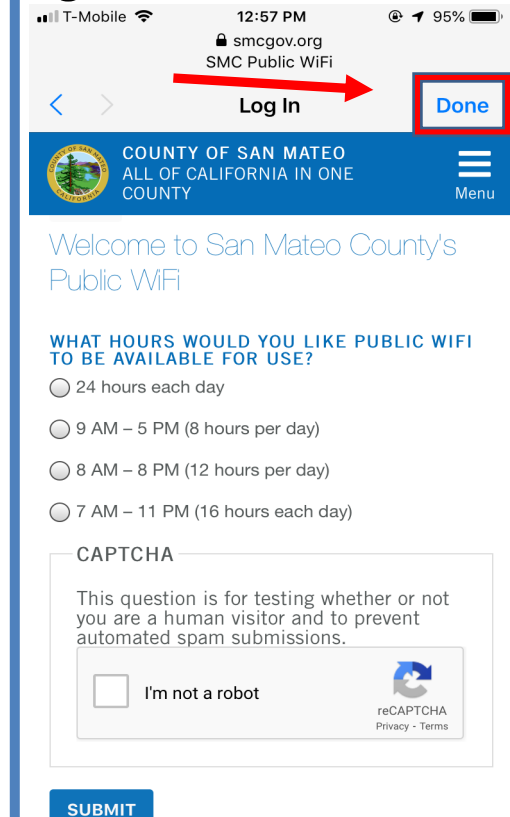 T-Mobile 12:57 PM 95%
smcgov.org
SMC Public WiFi
< > Log In Done
COUNTY OF SAN MATEO
ALL OF CALIFORNIA IN ONE
COUNTY
Menu
Welcome to San Mateo County's
Public WiFi
WHAT HOURS WOULD YOU LIKE PUBLIC WIFI
TO BE AVAILABLE FOR USE?
24 hours each day
9 AM – 5 PM (8 hours per day)
8 AM – 8 PM (12 hours per day)
7 AM – 11 PM (16 hours each day)
CAPTCHA
This question is for testing whether or not
you are a human visitor and to prevent
automated spam submissions.
I'm not a robot
reCAPTCHA
Privacy - Terms
SUBMIT